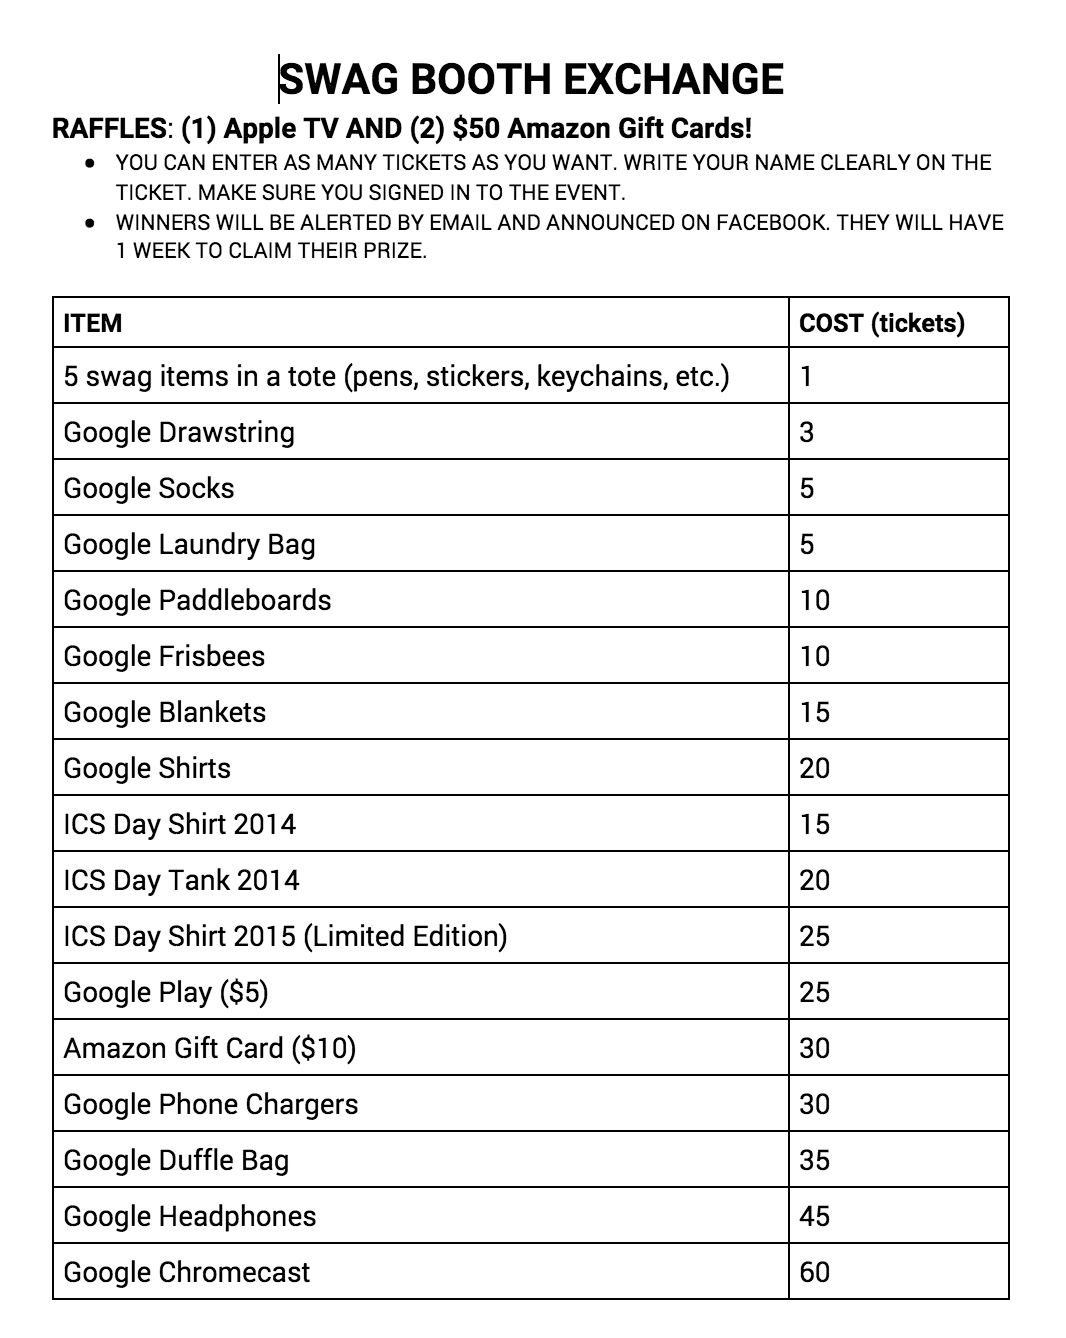 SWAG BOOTH EXCHANGE
RAFFLES: (1) Apple TV AND (2) $50 Amazon Gift Cards!
● YOU CAN ENTER AS MANY TICKETS AS YOU WANT. WRITE YOUR NAME CLEARLY ON THE
TICKET. MAKE SURE YOU SIGNED IN TO THE EVENT.
● WINNERS WILL BE ALERTED BY EMAIL AND ANNOUNCED ON FACEBOOK. THEY WILL HAVE
1 WEEK TO CLAIM THEIR PRIZE.
ITEM COST (tickets)
5 swag items in a tote (pens, stickers, keychains, etc.) 1
Google Drawstring 3
Google Socks 5
Google Laundry Bag 5
Google Paddleboards 10
Google Frisbees 10
Google Blankets 15
Google Shirts 20
ICS Day Shirt 2014 15
ICS Day Tank 2014 20
ICS Day Shirt 2015 (Limited Edition) 25
Google Play ($5) 25
Amazon Gift Card ($10) 30
Google Phone Chargers 30
Google Duffle Bag 35
Google Headphones 45
Google Chromecast 60